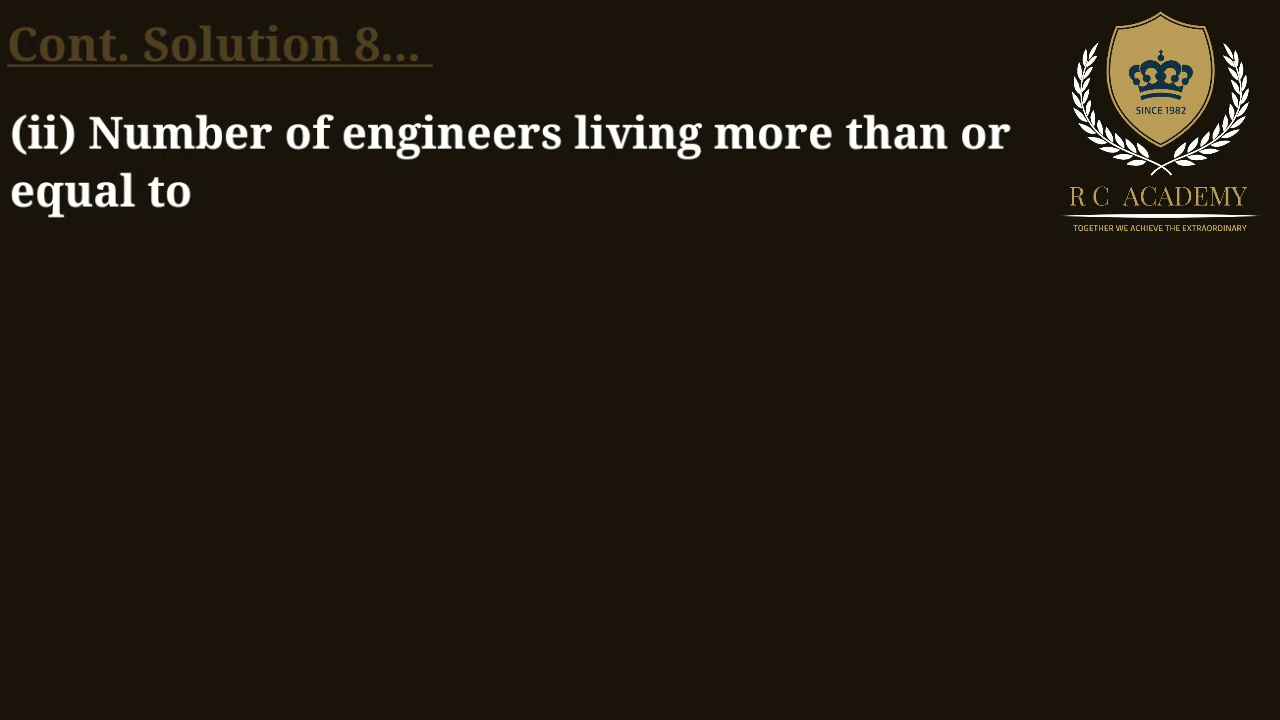 Cont. Solution 8...
(ii) Number of engineers living more than or
equal to
SINCE 1982
R C ACADEMY
TOGETHER WE ACHIEVE THE EXTRAORDINARY